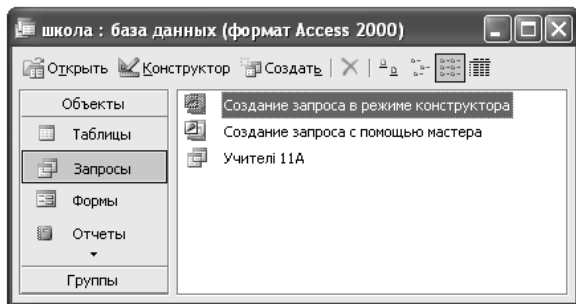 школа : база данных (формат Access 2000)
Открыть Конструктор Создать
Объекты
Таблицы
Запросы
Формы
Отчеты
Группы
Создание запроса в режиме конструктора
Создание запроса с помощью мастера
Учителі 11А